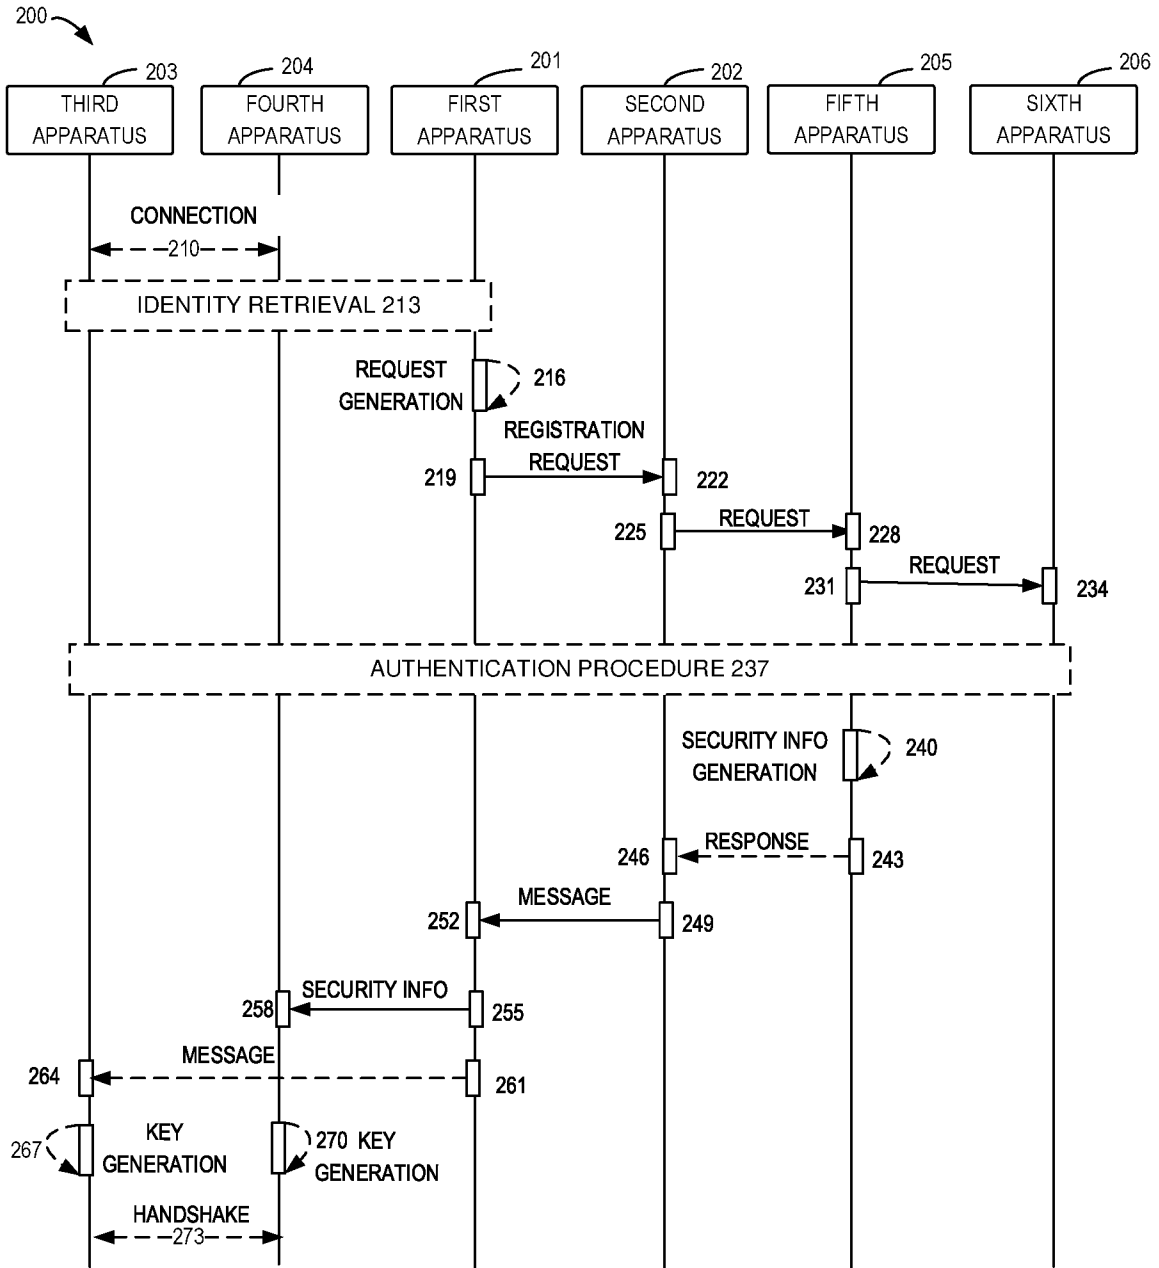 200
203
204
201
202
205
206
THIRD
APPARATUS
FOURTH
APPARATUS
FIRST
APPARATUS
SECOND
APPARATUS
FIFTH
APPARATUS
SIXTH
APPARATUS
CONNECTION
210
IDENTITY RETRIEVAL 213
REQUEST
GENERATION
216
REGISTRATION
REQUEST
219
222
225
REQUEST
228
231
REQUEST
234
AUTHENTICATION PROCEDURE 237
SECURITY INFO
GENERATION
240
246
RESPONSE
243
252
MESSAGE
249
258
SECURITY INFO
255
264
MESSAGE
261
267
KEY
GENERATION
270 KEY
GENERATION
HANDSHAKE
273